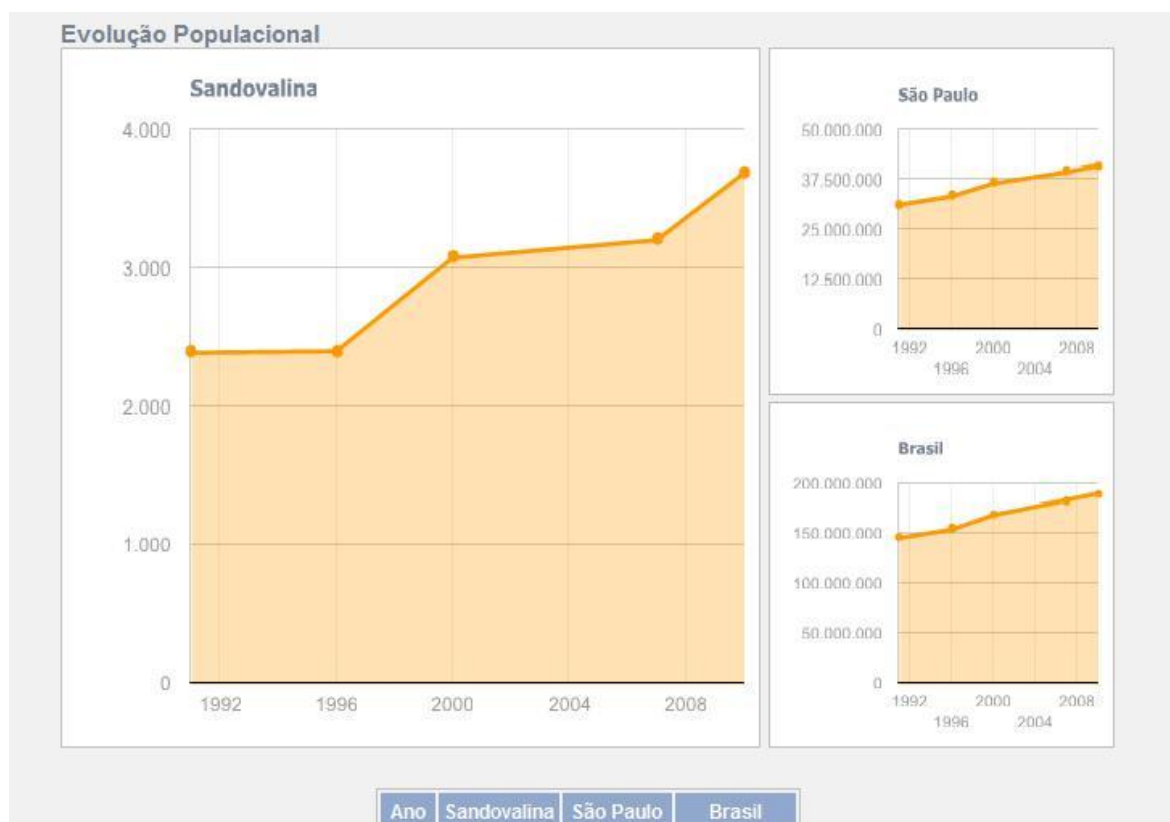 Evolução Populacional
Sandovalina
4.000
3.000
2.000
1.000
0
1992 1996 2000 2004 2008
São Paulo
50.000.000
37.500.000
25.000.000
12.500.000
0
1992 2000 2008
1996 2004
Brasil
200.000.000
150.000.000
100.000.000
50.000.000
0
1992 2000 2008
1996 2004
Ano Sandovalina São Paulo Brasil